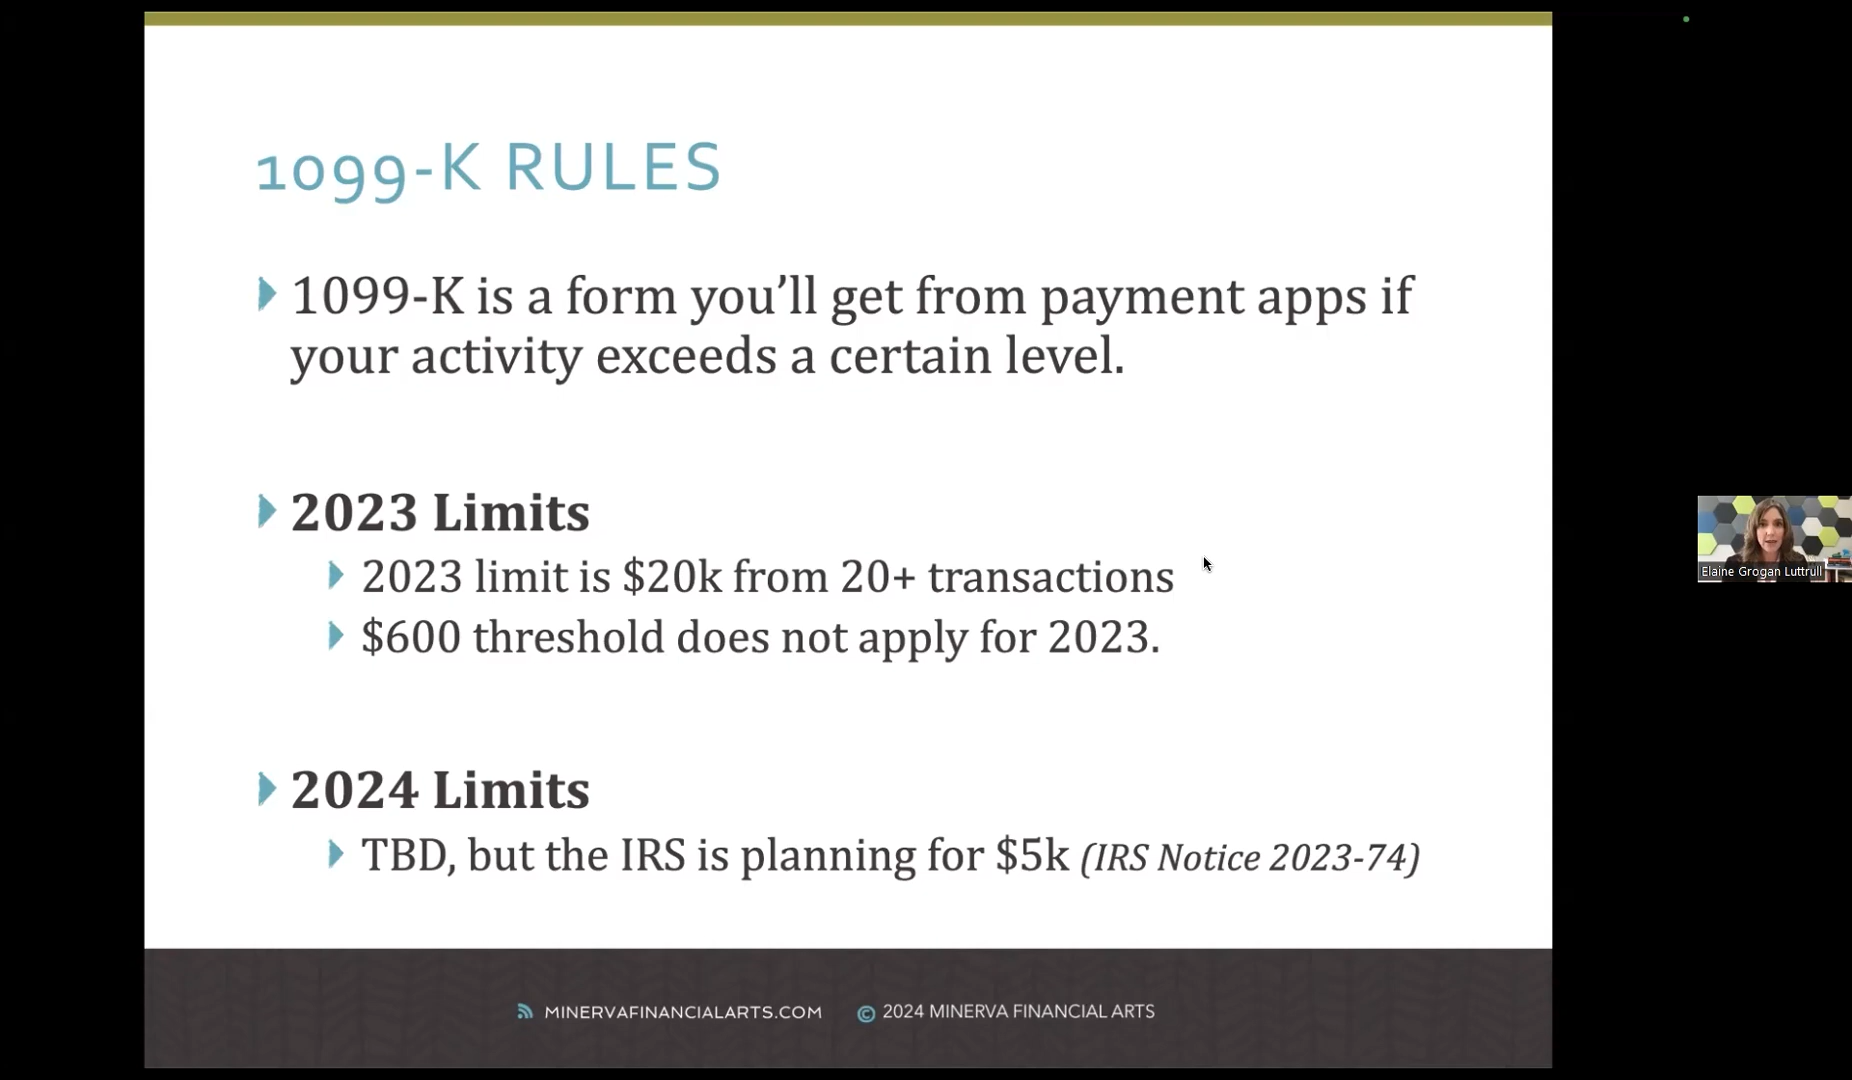 1099-K RULES
1099-K is a form you’ll get from payment apps if
your activity exceeds a certain level.
2023 Limits
2023 limit is $20k from 20+ transactions
$600 threshold does not apply for 2023.
Elaine Grogan Luttrull
2024 Limits
TBD, but the IRS is planning for $5k (IRS Notice 2023-74)
MINERVAFINANCIALARTS.COM © 2024 MINERVA FINANCIAL ARTS